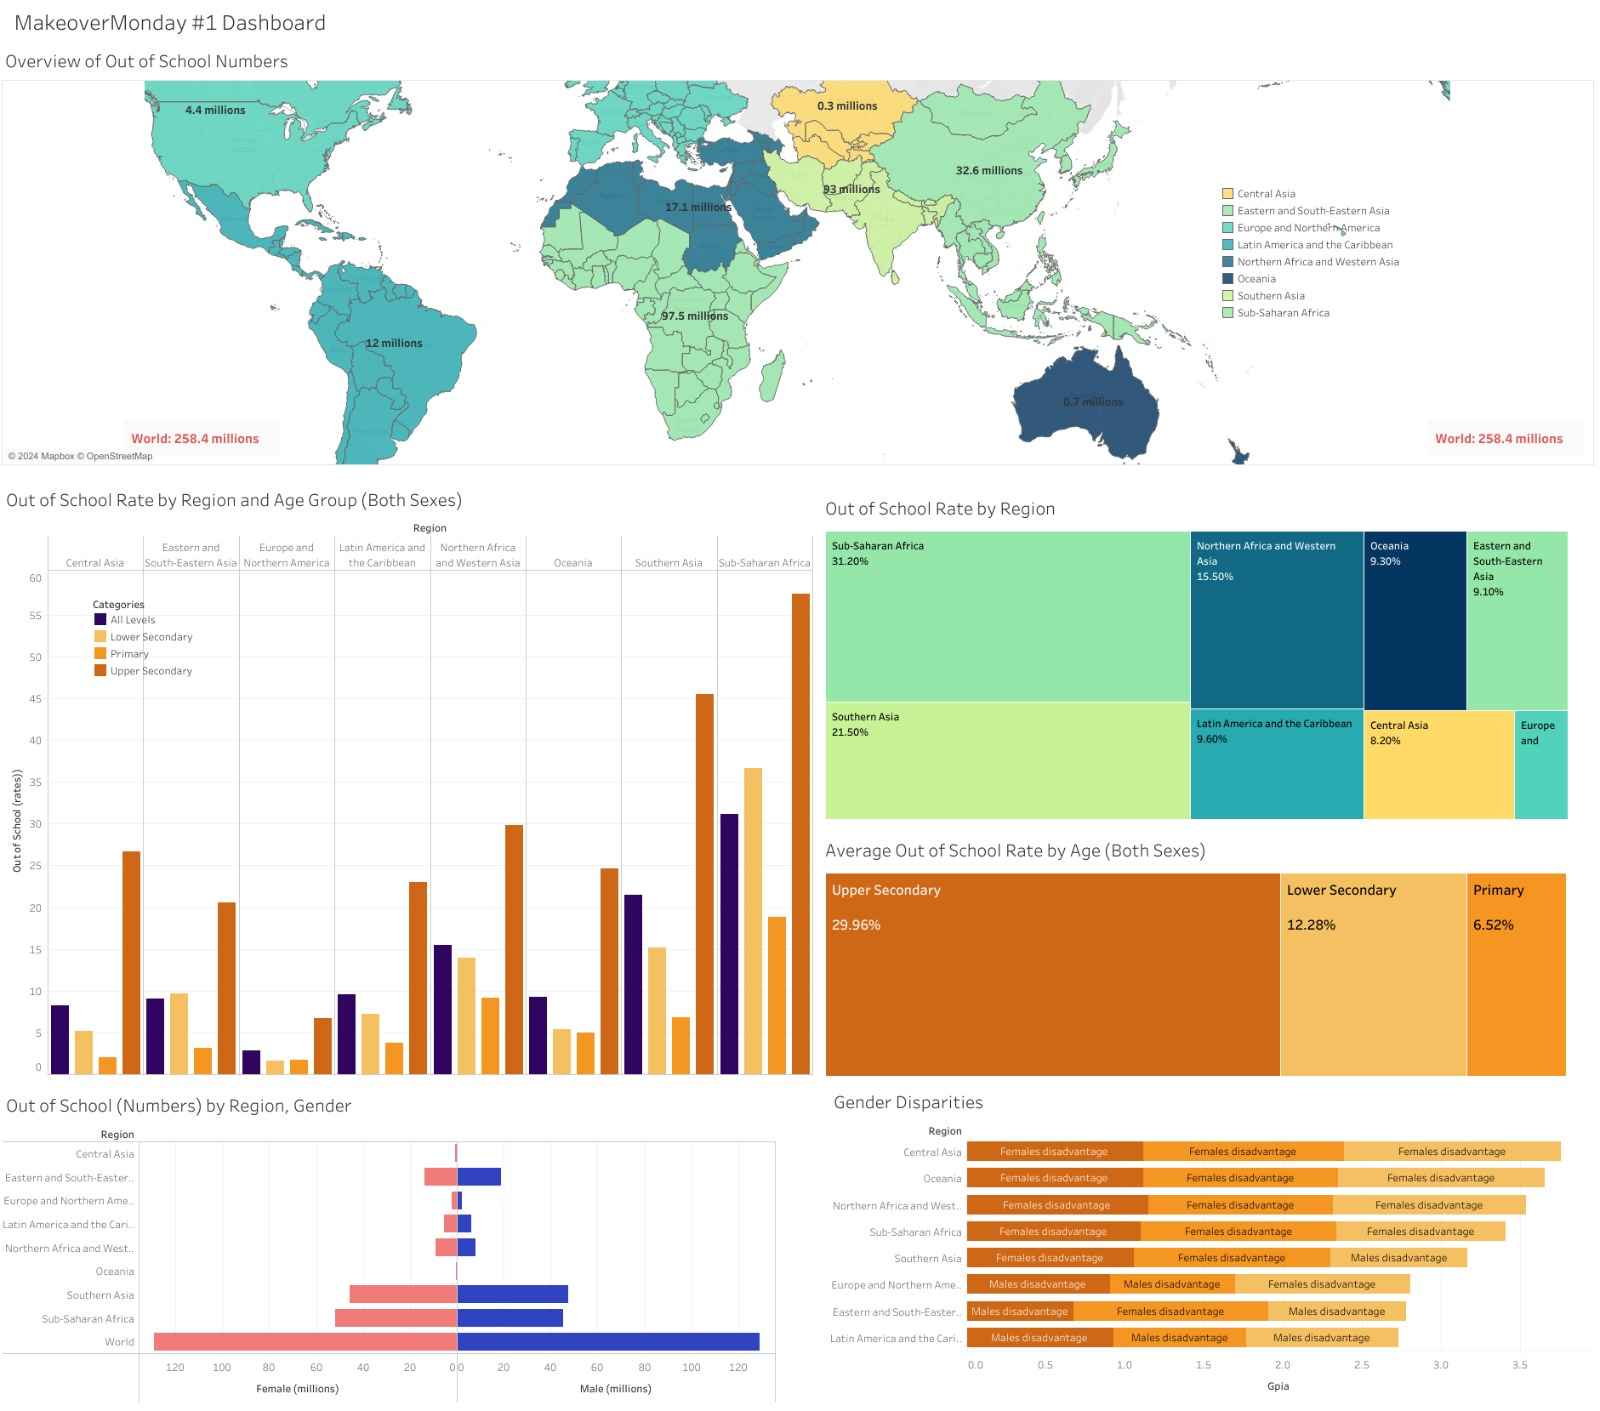 MakeoverMonday #1 Dashboard
Overview of Out of School Numbers
4.4 millions
0.3 millions
32.6 millions
93 millions
17.1 millions
97.5 millions
12 millions
0.7 millions
Central Asia
Eastern and South-Eastern Asia
Europe and Northern America
Latin America and the Caribbean
Northern Africa and Western Asia
Oceania
Southern Asia
Sub-Saharan Africa
World: 258.4 millions
World: 258.4 millions
© 2024 Mapbox © OpenStreetMap
Out of School Rate by Region and Age Group (Both Sexes)
Region
Central Asia
Eastern and
South-Eastern Asia
Europe and
Northern America
Latin America and
the Caribbean
Northern Africa
and Western Asia
Oceania
Southern Asia
Sub-Saharan Africa
Categories
All Levels
Lower Secondary
Primary
Upper Secondary
60
55
50
45
40
35
30
25
20
15
10
5
0
Out of School (rates))
Out of School Rate by Region
Sub-Saharan Africa
31.20%
Southern Asia
21.50%
Northern Africa and Western
Asia
15.50%
Latin America and the Caribbean
9.60%
Oceania
9.30%
Eastern and
South-Eastern
Asia
9.10%
Central Asia
8.20%
Europe
and
Average Out of School Rate by Age (Both Sexes)
Upper Secondary
29.96%
Lower Secondary
12.28%
Primary
6.52%
Out of School (Numbers) by Region, Gender
Region
Central Asia
Eastern and South-Easter..
Europe and Northern Ame..
Latin America and the Cari..
Northern Africa and West..
Oceania
Southern Asia
Sub-Saharan Africa
World
120 100 80 60 40 20 0 0 20 40 60 80 100 120
Female (millions) Male (millions)
Gender Disparities
Region
Central Asia Females disadvantage Females disadvantage Females disadvantage
Oceania Females disadvantage Females disadvantage Females disadvantage
Northern Africa and West.. Females disadvantage Females disadvantage Females disadvantage
Sub-Saharan Africa Females disadvantage Females disadvantage Females disadvantage
Southern Asia Females disadvantage Females disadvantage Males disadvantage
Europe and Northern Ame.. Males disadvantage Males disadvantage Females disadvantage
Eastern and South-Easter.. Males disadvantage Females disadvantage Males disadvantage
Latin America and the Cari.. Males disadvantage Males disadvantage Males disadvantage
0.0 0.5 1.0 1.5 2.0 2.5 3.0 3.5
Gpia